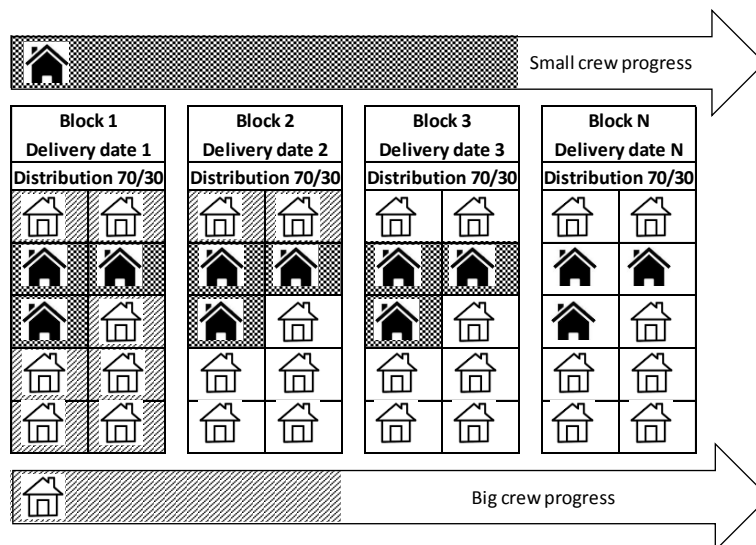 Small crew progress
Block 1
Delivery date 1
Distribution 70/30
Block 2
Delivery date 2
Distribution 70/30
Block 3
Delivery date 3
Distribution 70/30
Block N
Delivery date N
Distribution 70/30
Big crew progress